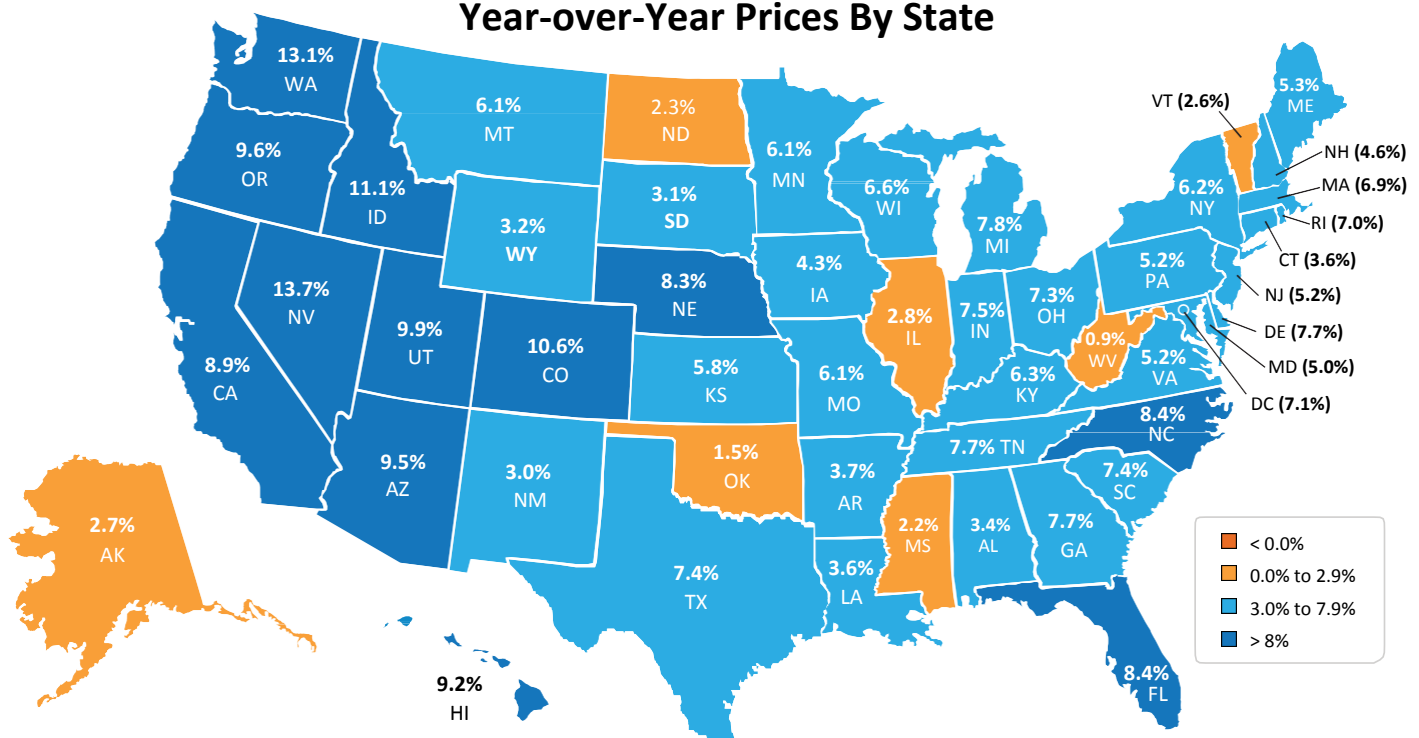 Year-over-Year Prices By State
13.1%
WA
9.6%
OR
11.1%
ID
6.1%
MT
2.3%
ND
6.1%
MN
3.1%
SD
3.2%
WY
6.6%
WI
7.8%
MI
5.3%
ME
VT (2.6%)
NH (4.6%)
MA (6.9%)
6.2%
NY
RI (7.0%)
CT (3.6%)
5.2%
PA
NJ (5.2%)
DE (7.7%)
MD (5.0%)
DC (7.1%)
8.9%
CA
13.7%
NV
9.9%
UT
10.6%
CO
8.3%
NE
4.3%
IA
2.8%
IL
7.5%
IN
7.3%
OH
0.9%
WV
5.2%
VA
5.8%
KS
6.1%
MO
6.3%
KY
8.4%
NC
7.7% TN
9.5%
AZ
3.0%
NM
1.5%
OK
3.7%
AR
7.4%
SC
2.7%
AK
7.4%
TX
3.6%
LA
2.2%
MS
3.4%
AL
7.7%
GA
8.4%
FL
9.2%
HI
< 0.0%
0.0% to 2.9%
3.0% to 7.9%
> 8%